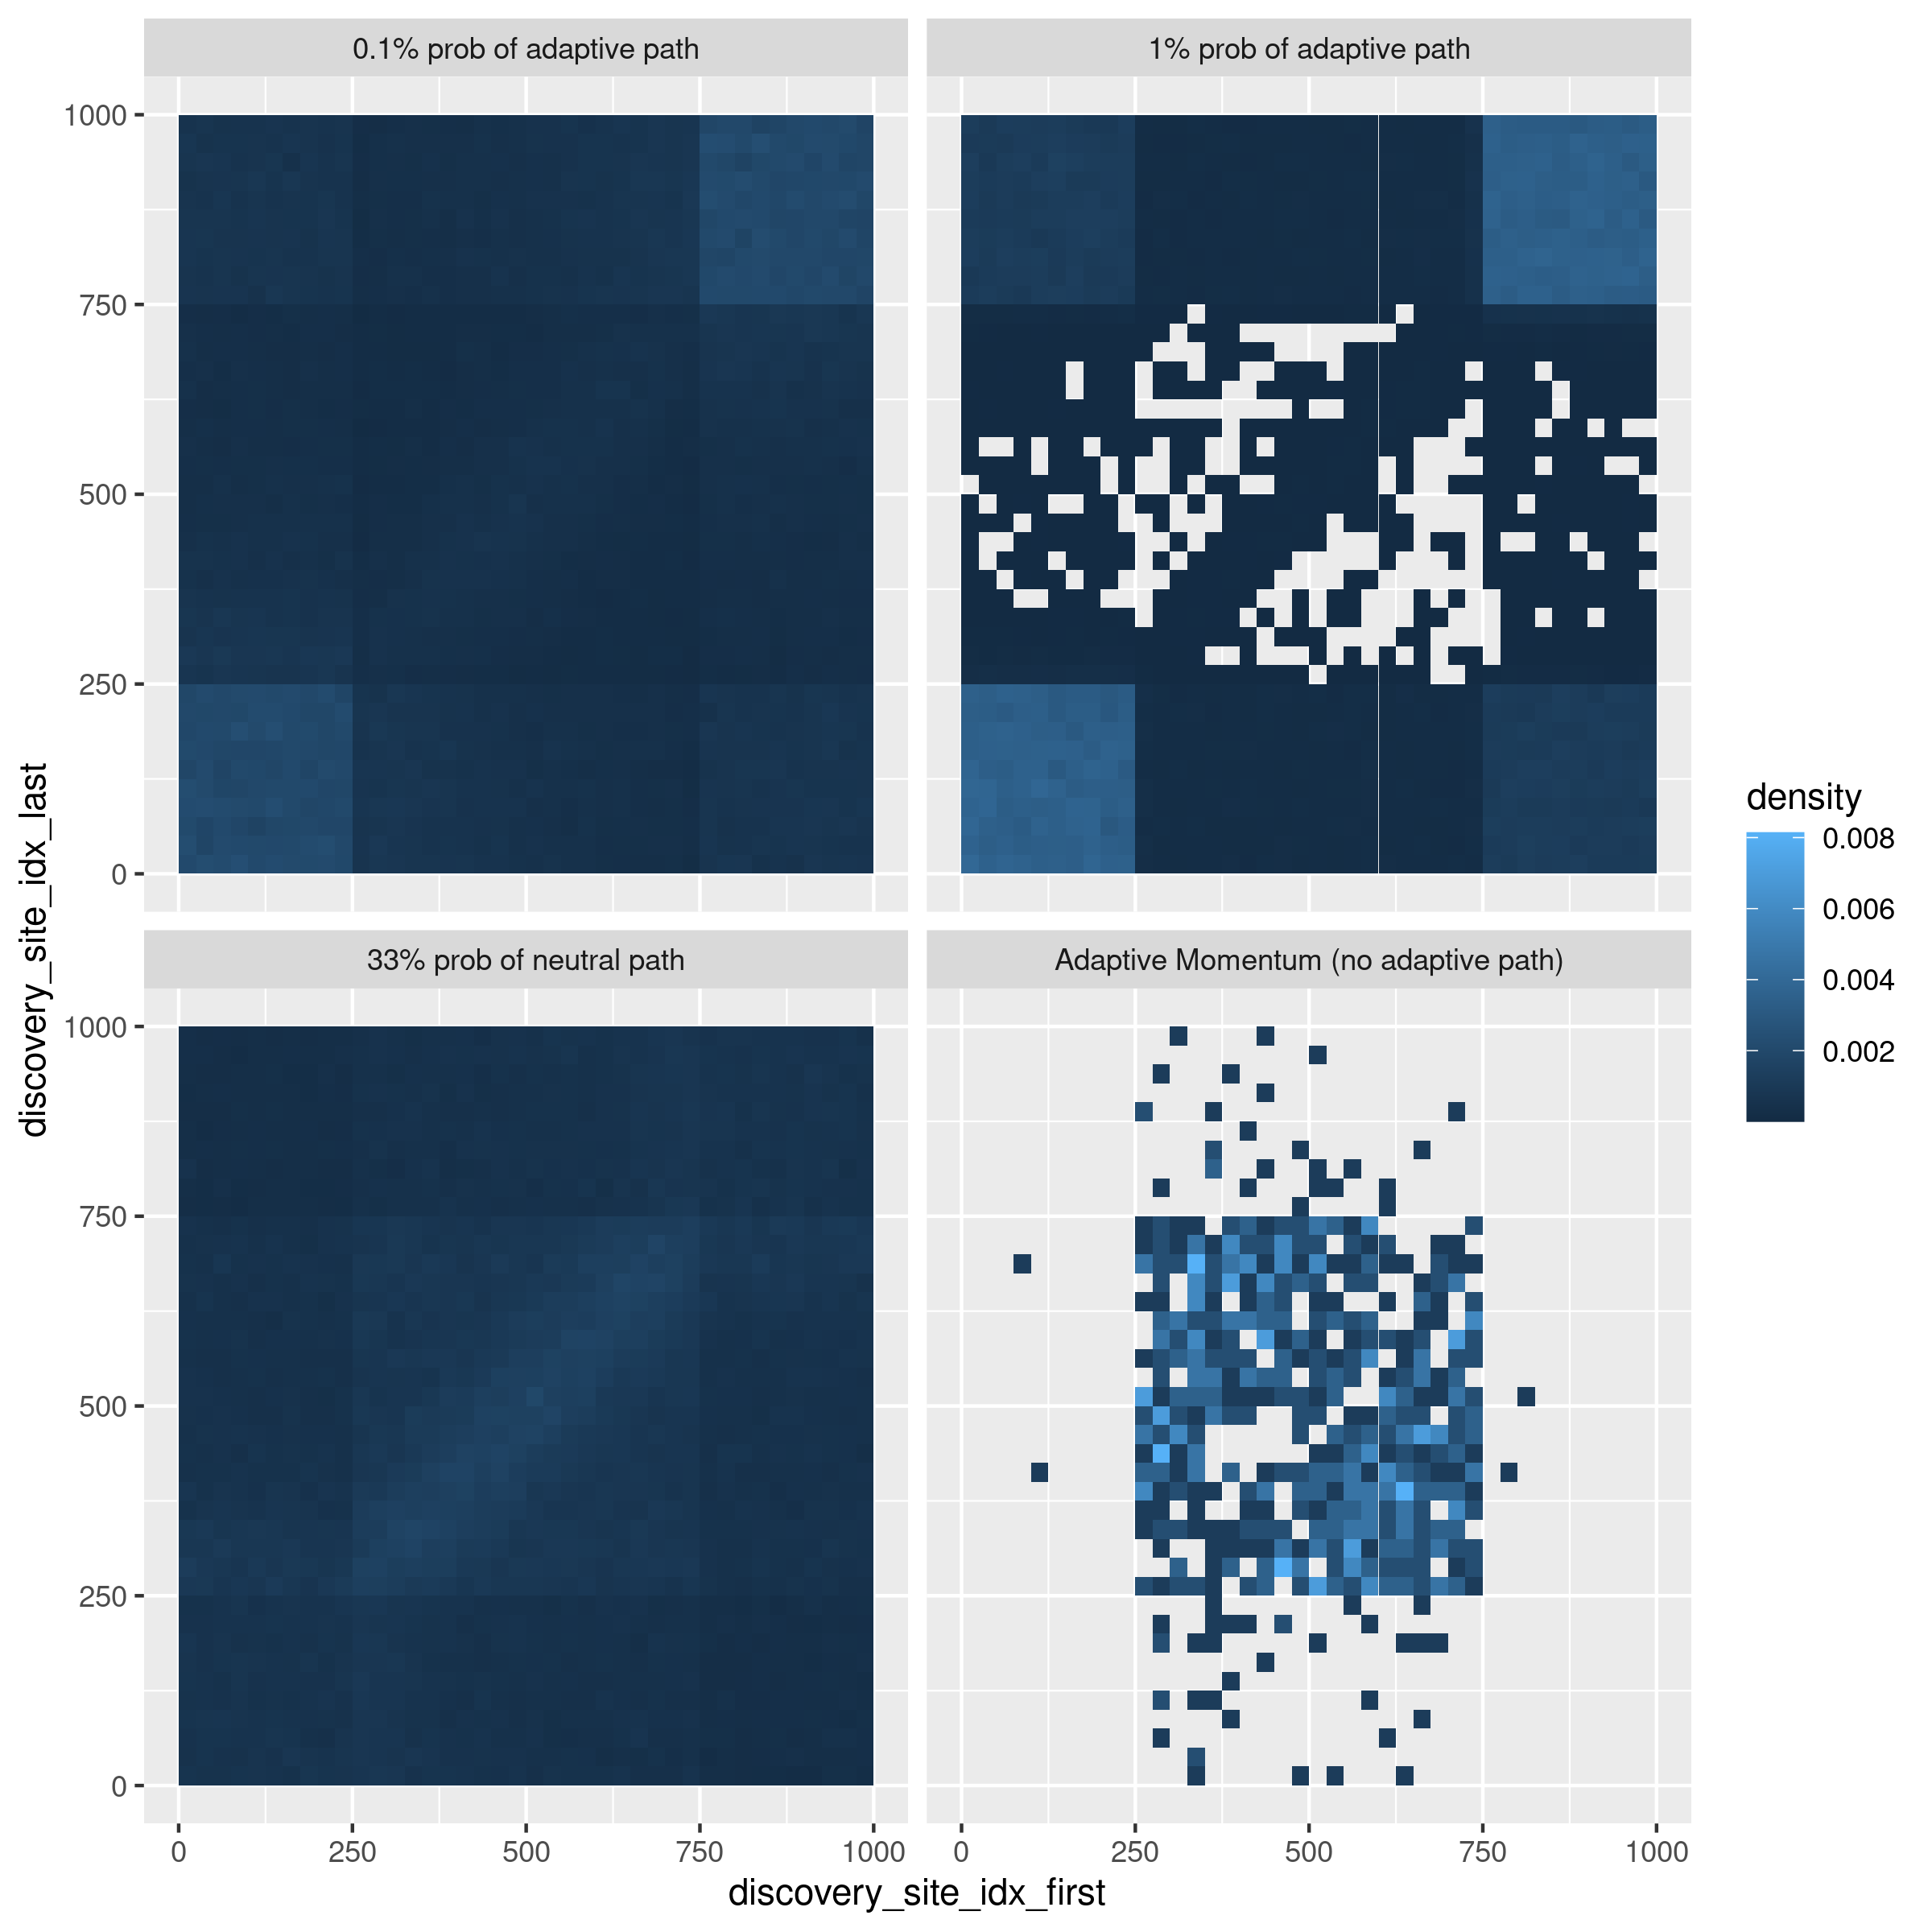 0.1% prob of adaptive path
1% prob of adaptive path
1000
750
500
250
0
33% prob of neutral path
Adaptive Momentum (no adaptive path)
1000
750
500
250
0
0 250 500 750 1000
0 250 500 750 1000
discovery_site_idx_first
discovery_site_idx_last
density
0.008
0.006
0.004
0.002